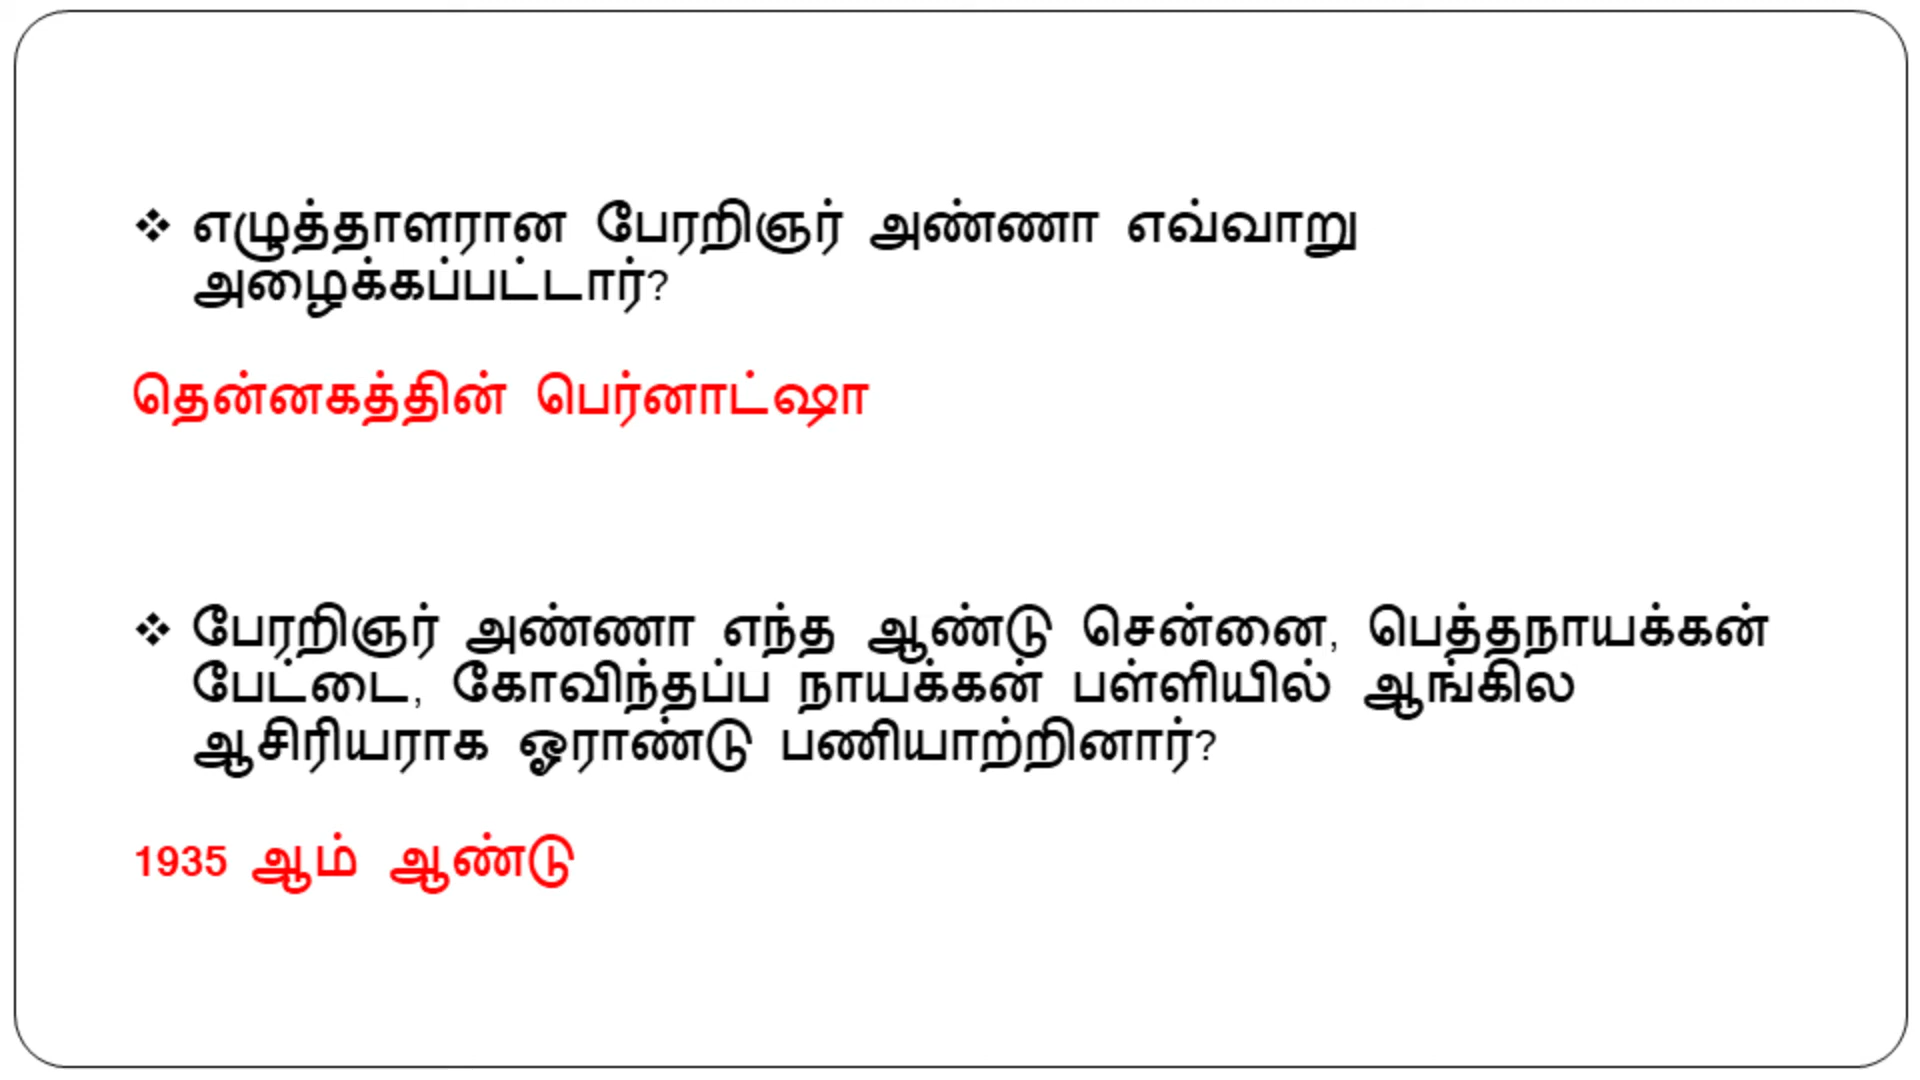 ❖ எழுத்தாளரான பேரறிஞர் அண்ணா எவ்வாறு
அழைக்கப்பட்டார்?
தென்னகத்தின் பெர்னாட்ஷா
❖ பேரறிஞர் அண்ணா எந்த ஆண்டு சென்னை, பெத்தநாயக்கன்
பேட்டை, கோவிந்தப்ப நாயக்கன் பள்ளியில் ஆங்கில
ஆசிரியராக ஓராண்டு பணியாற்றினார்?
1935 ஆம் ஆண்டு